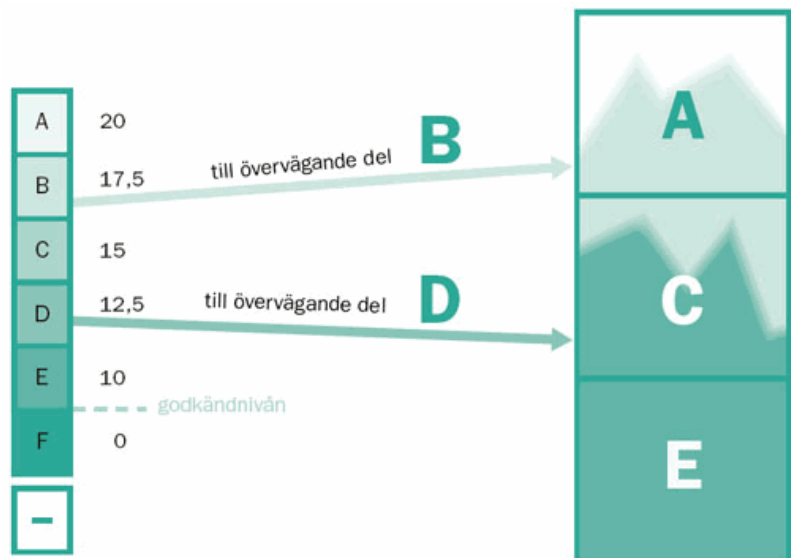 A 20
B 17,5
C 15
D 12,5
E 10
godkändnivån
F 0
–
till övervägande del B
till övervägande del D
A
C
E